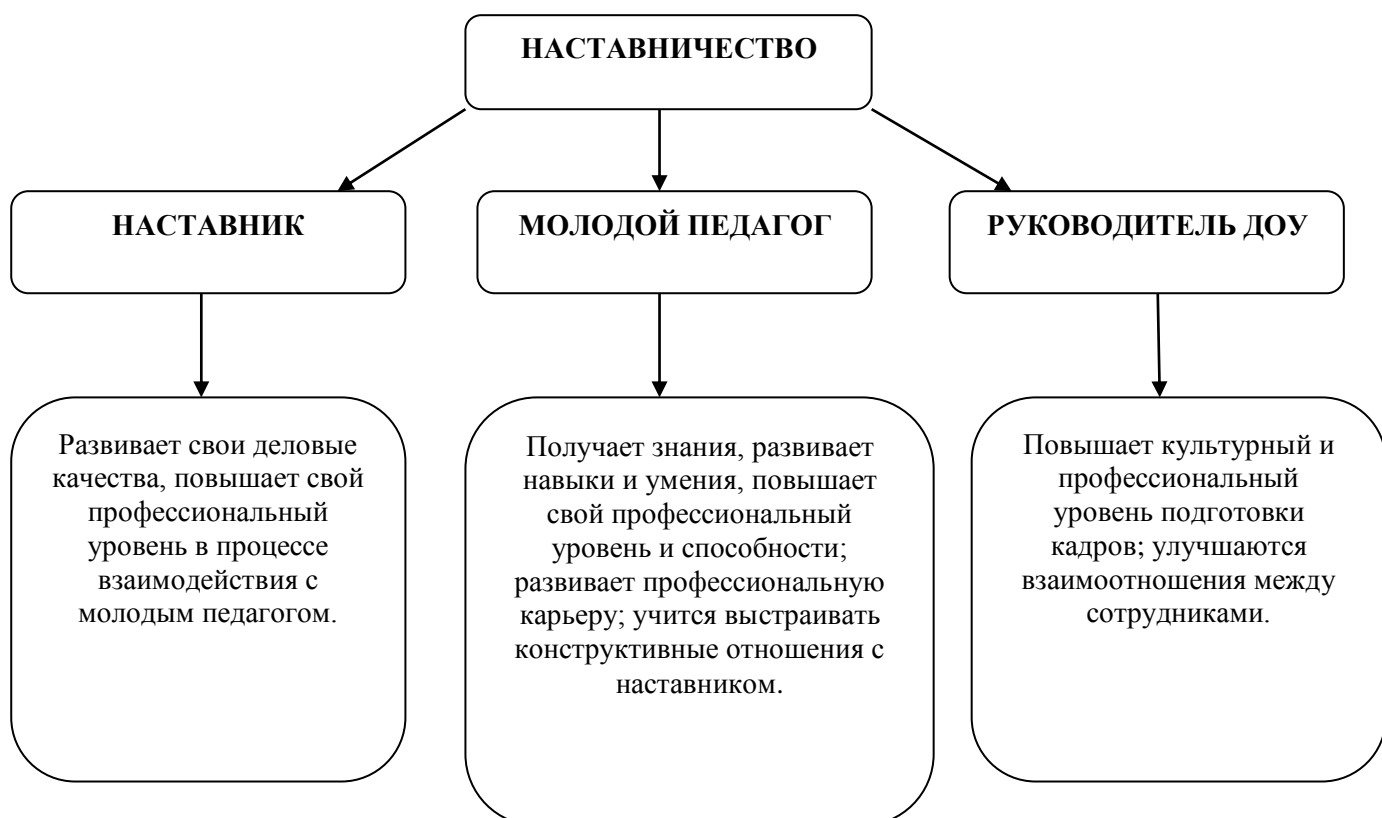 НАСТАВНИЧЕСТВО
НАСТАВНИК
МОЛОДОЙ ПЕДАГОГ
РУКОВОДИТЕЛЬ ДОУ
Развивает свои деловые
качества, повышает свой
профессиональный
уровень в процессе
взаимодействия с
молодым педагогом.
Получает знания, развивает
навыки и умения, повышает
свой профессиональный
уровень и способности;
развивает профессиональную
карьеру; учится выстраивать
конструктивные отношения с
наставником.
Повышает культурный и
профессиональный
уровень подготовки
кадров; улучшаются
взаимоотношения между
сотрудниками.